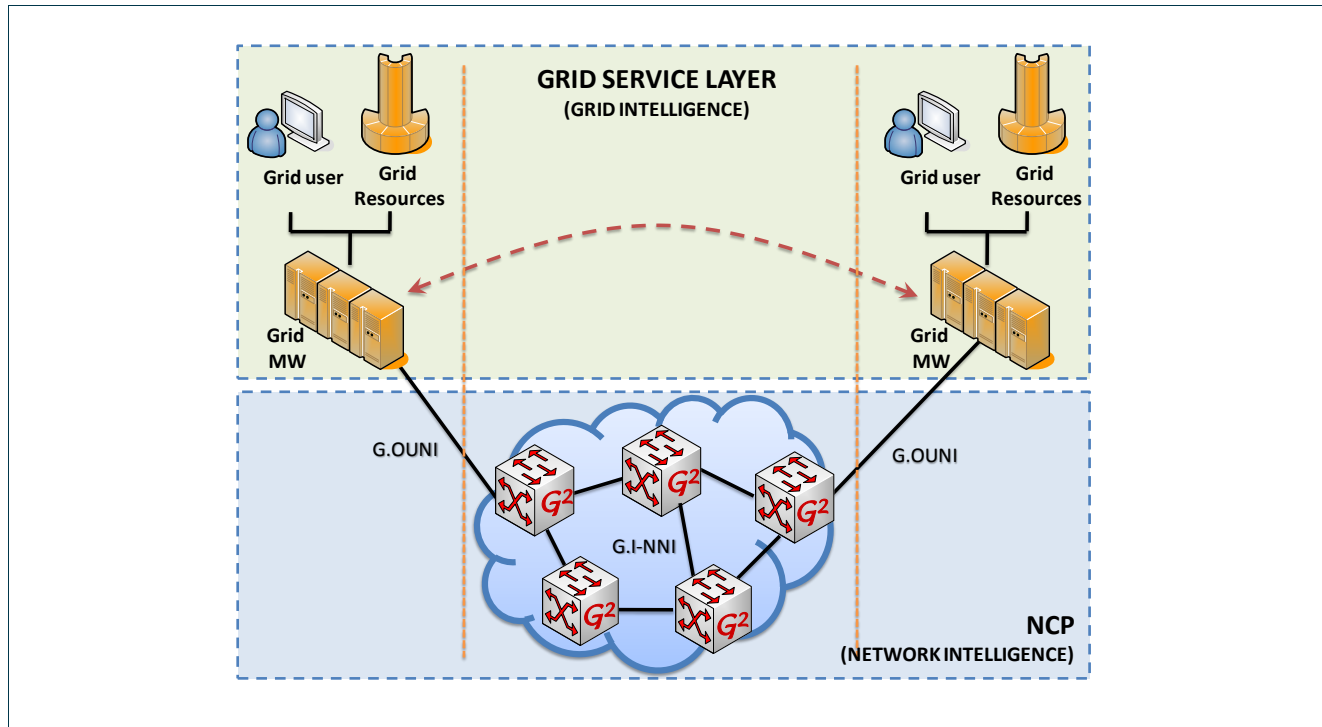 GRID SERVICE LAYER
(GRID INTELLIGENCE)
Grid user
Grid
Resources
Grid
MW
Grid user
Grid
Resources
Grid
MW
G.OUNI
G.OUNI
G²
G²
G²
G.I-NNI
G²
G²
NCP
(NETWORK INTELLIGENCE)